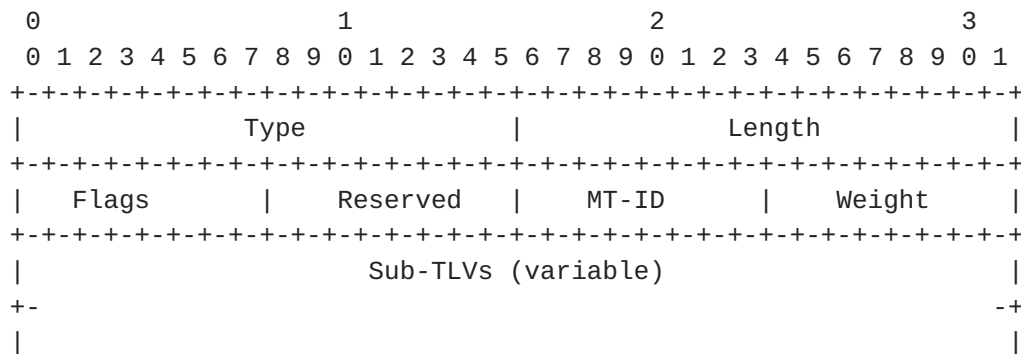 0                   1                   2                   3
 0 1 2 3 4 5 6 7 8 9 0 1 2 3 4 5 6 7 8 9 0 1 2 3 4 5 6 7 8 9 0 1
+-+-+-+-+-+-+-+-+-+-+-+-+-+-+-+-+-+-+-+-+-+-+-+-+-+-+-+-+-+-+-+-+
|              Type             |             Length            |
+-+-+-+-+-+-+-+-+-+-+-+-+-+-+-+-+-+-+-+-+-+-+-+-+-+-+-+-+-+-+-+-+
|   Flags       |    Reserved   |    MT-ID      |    Weight     |
+-+-+-+-+-+-+-+-+-+-+-+-+-+-+-+-+-+-+-+-+-+-+-+-+-+-+-+-+-+-+-+-+
|                      Sub-TLVs (variable)                      |
+-                                                             -+
|                                                               |